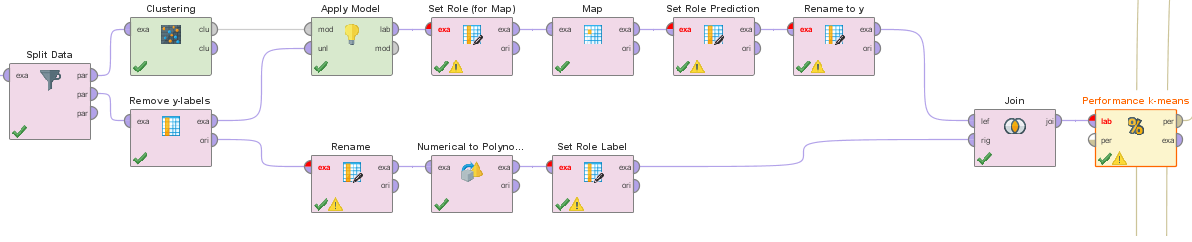 Clustering
Apply Model
Set Role (for Map)
Map
Set Role Prediction
Rename to y
exa clu
clu
mod lab
unl mod
exa exa
ori
exa exa
ori
exa exa
ori
exa exa
ori
Split Data
exa par
par
par
Remove y-labels
exa exa
ori
Join
lef joi
rig
Performance k-means
lab per
per exa
Rename
exa exa
ori
Numerical to Polyno...
exa exa
ori
Set Role Label
exa exa
ori